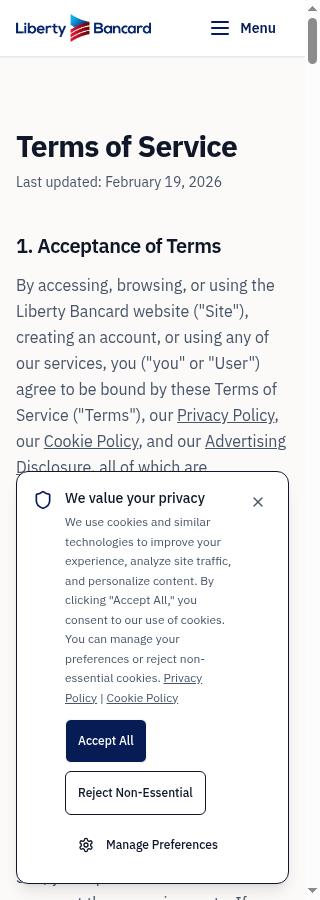 Liberty Bancard
Menu
Terms of Service
Last updated: February 19, 2026
1. Acceptance of Terms
By accessing, browsing, or using the
Liberty Bancard website ("Site"),
creating an account, or using any of
our services, you ("you" or "User")
agree to be bound by these Terms of
Service ("Terms"), our Privacy Policy,
our Cookie Policy, and our Advertising
Disclosure, all of which are
We value your privacy
We use cookies and similar
technologies to improve your
experience, analyze site traffic,
and personalize content. By
clicking "Accept All," you
consent to our use of cookies.
You can manage your
preferences or reject non-
essential cookies. Privacy
Policy | Cookie Policy
Accept All
Reject Non-Essential
Manage Preferences